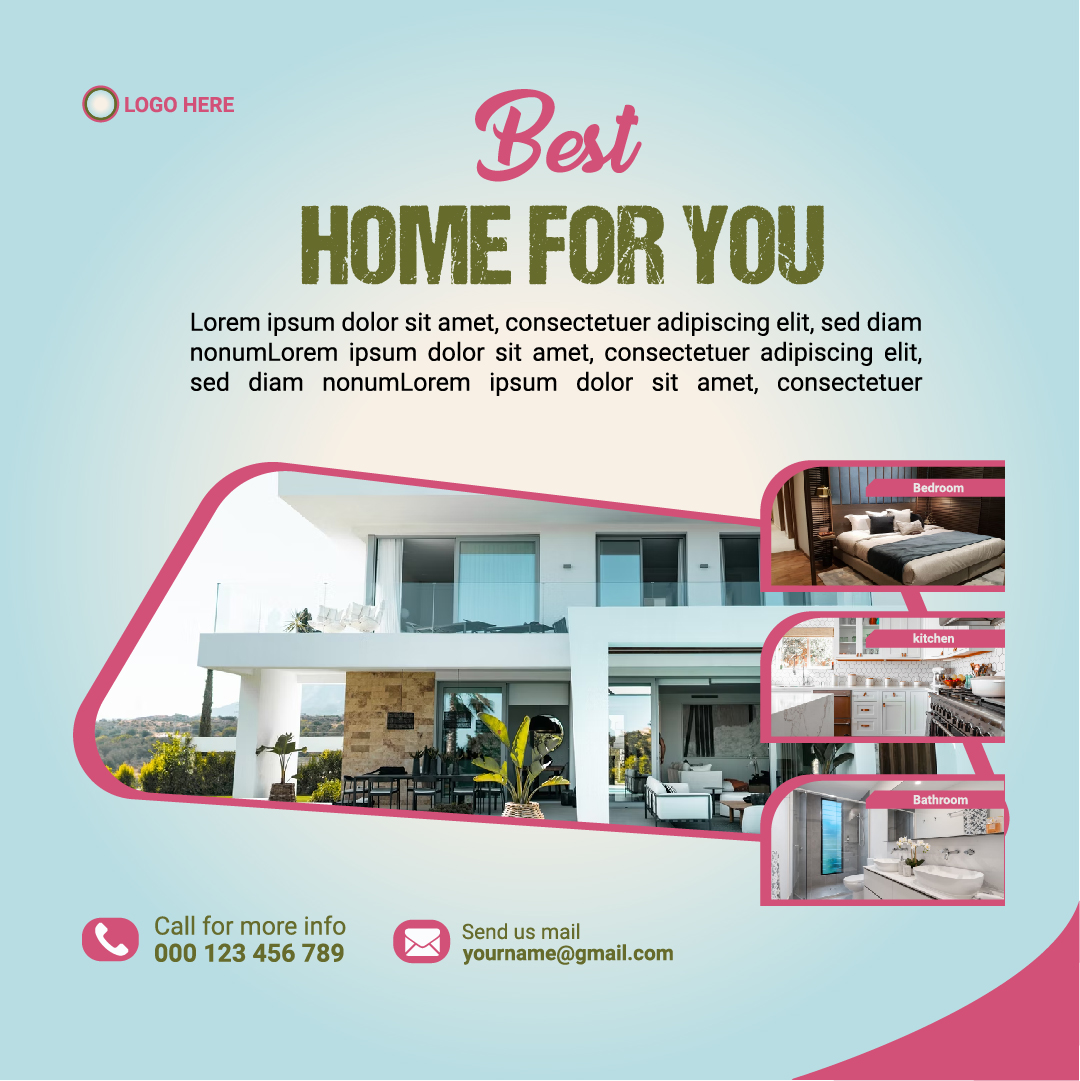 LOGO HERE
Best
HOME FOR YOU
Lorem ipsum dolor sit amet, consectetuer adipiscing elit, sed diam
nonumLorem ipsum dolor sit amet, consectetuer adipiscing elit,
sed diam nonumLorem ipsum dolor sit amet, consectetuer
Bedroom
kitchen
Bathroom
Call for more info
000 123 456 789
Send us mail
yourname@gmail.com